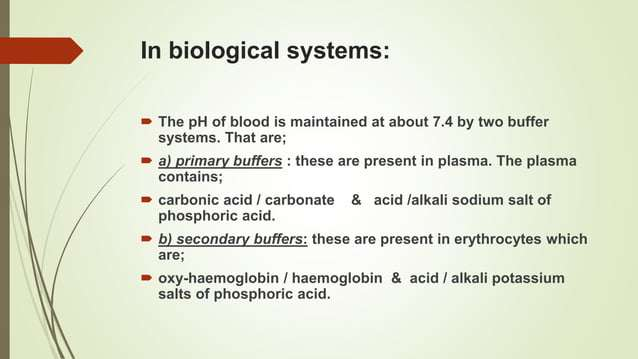 In biological systems:
The pH of blood is maintained at about 7.4 by two buffer
systems. That are;
a) primary buffers : these are present in plasma. The plasma
contains;
carbonic acid / carbonate & acid /alkali sodium salt of
phosphoric acid.
b) secondary buffers: these are present in erythrocytes which
are;
oxy-haemoglobin / haemoglobin & acid / alkali potassium
salts of phosphoric acid.